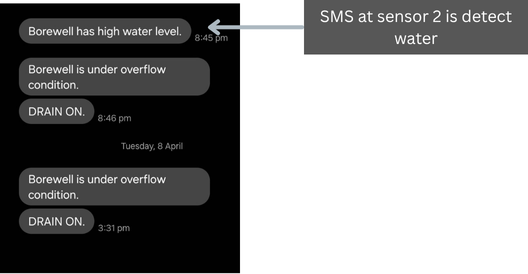 Borewell has high water level.
8:45 pm
SMS at sensor 2 is detect
water
Borewell is under overflow
condition.
DRAIN ON.
8:46 pm
Tuesday, 8 April
Borewell is under overflow
condition.
DRAIN ON.
3:31 pm